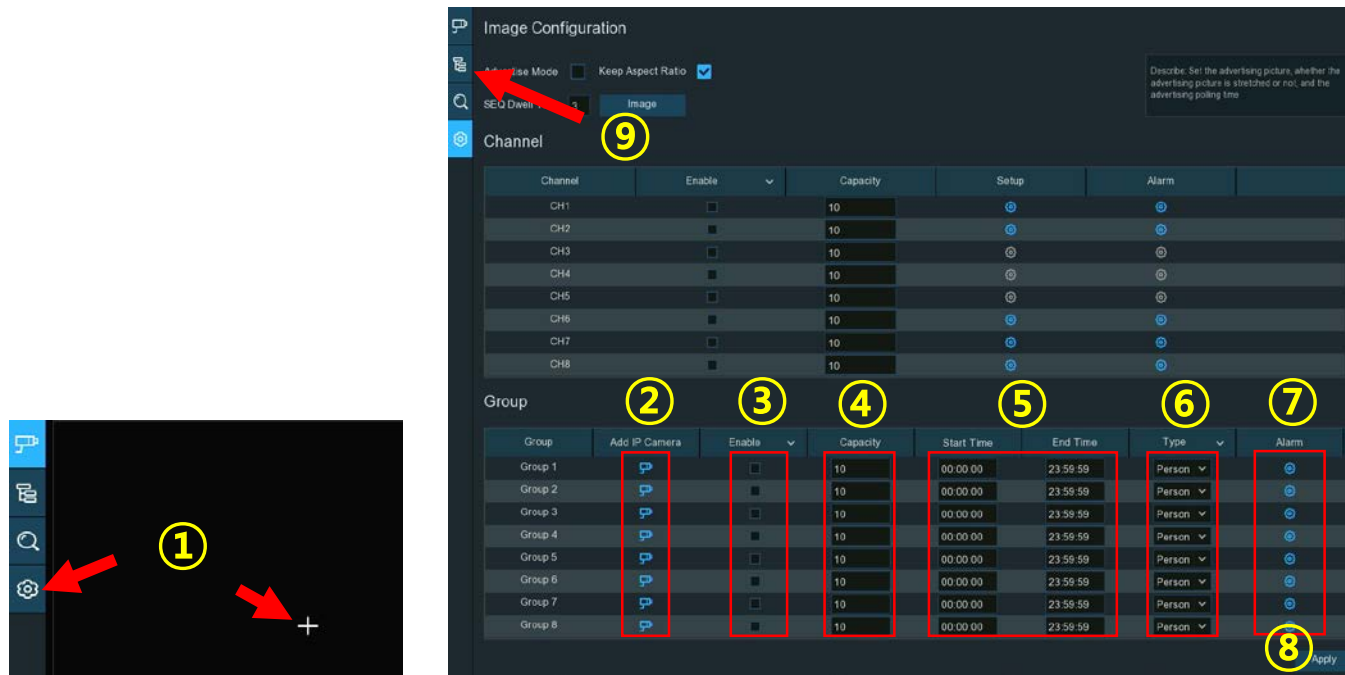 Image Configuration
Advertise Mode Keep Aspect Ratio
SEQ Dwell 3 Image
Describe: Set the advertising picture, whether the
advertising picture is stretched or not, and the
advertising polling time
⑨
Channel
Channel Enable Capacity Setup Alarm
CH1 10
CH2 10
CH3 10
CH4 10
CH5 10
CH6 10
CH7 10
CH8 10
② ③ ④ ⑤ ⑥ ⑦
Group
Group Add IP Camera Enable Capacity Start Time End Time Type Alarm
Group 1 10 00:00:00 23:59:59 Person
Group 2 10 00:00:00 23:59:59 Person
Group 3 10 00:00:00 23:59:59 Person
Group 4 10 00:00:00 23:59:59 Person
Group 5 10 00:00:00 23:59:59 Person
Group 6 10 00:00:00 23:59:59 Person
Group 7 10 00:00:00 23:59:59 Person
Group 8 10 00:00:00 23:59:59 Person
⑧
Apply
①